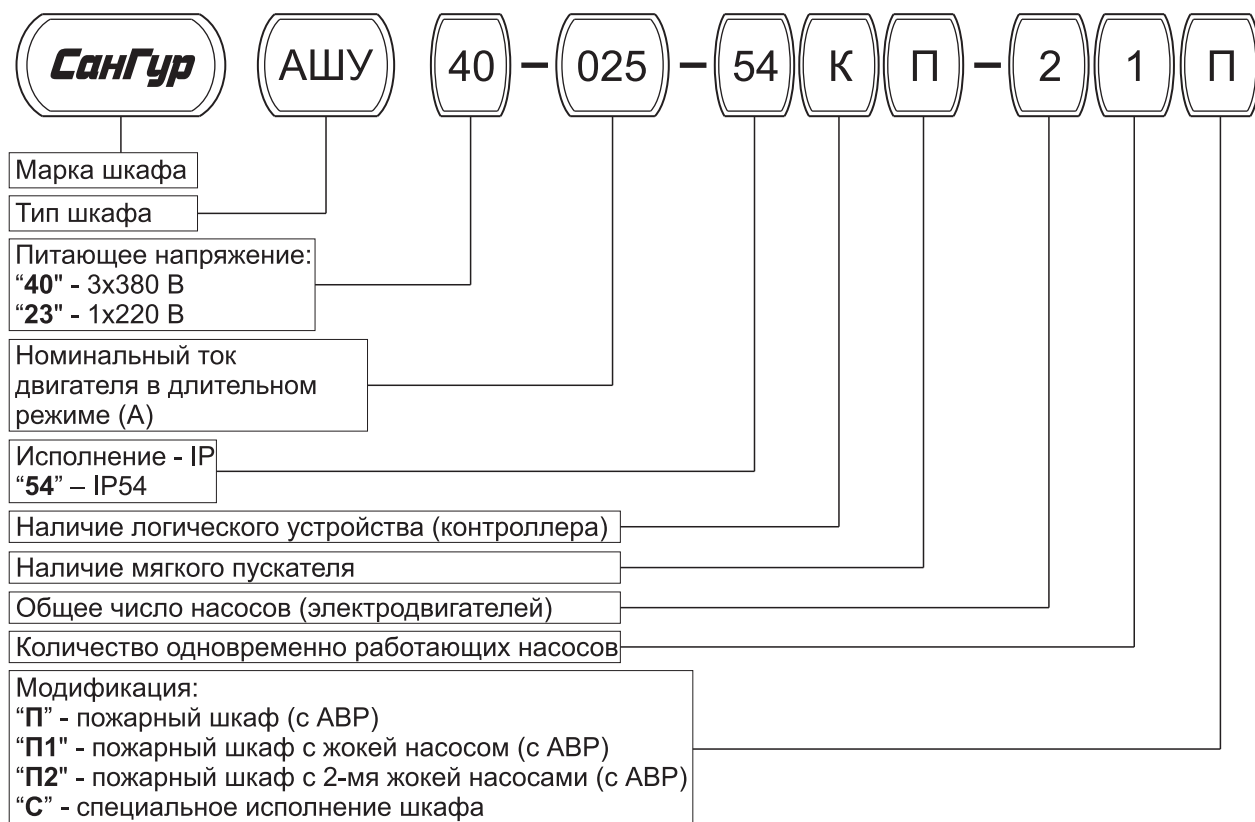 СанГур АШУ 40 – 025 – 54 К П – 2 1 П
Марка шкафа
Тип шкафа
Питающее напряжение:
“40" - 3х380 В
“23" - 1х220 В
Номинальный ток
двигателя в длительном
режиме (А)
Исполнение - IP
“54” – IP54
Наличие логического устройства (контроллера)
Наличие мягкого пускателя
Общее число насосов (электродвигателей)
Количество одновременно работающих насосов
Модификация:
“П” - пожарный шкаф (с АВР)
“П1" - пожарный шкаф с жокей насосом (с АВР)
“П2" - пожарный шкаф с 2-мя жокей насосами (с АВР)
“С” - специальное исполнение шкафа